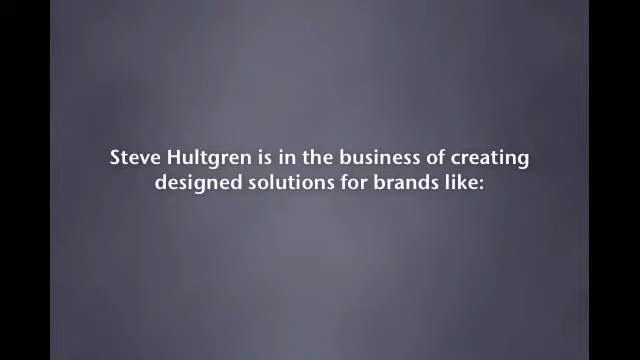 Steve Hultgren is in the business of creating
designed solutions for brands like: